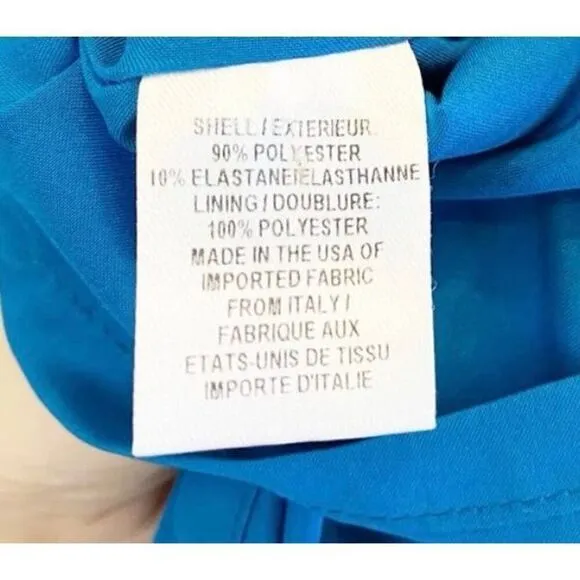 SHELL / EXTERIEUR:
90% POLYESTER
10% ELASTANE/ELASTHANNE
LINING / DOUBLURE:
100% POLYESTER
MADE IN THE USA OF
IMPORTED FABRIC
FROM ITALY /
FABRIQUE AUX
ETATS-UNIS DE TISSU
IMPORTE D'ITALIE